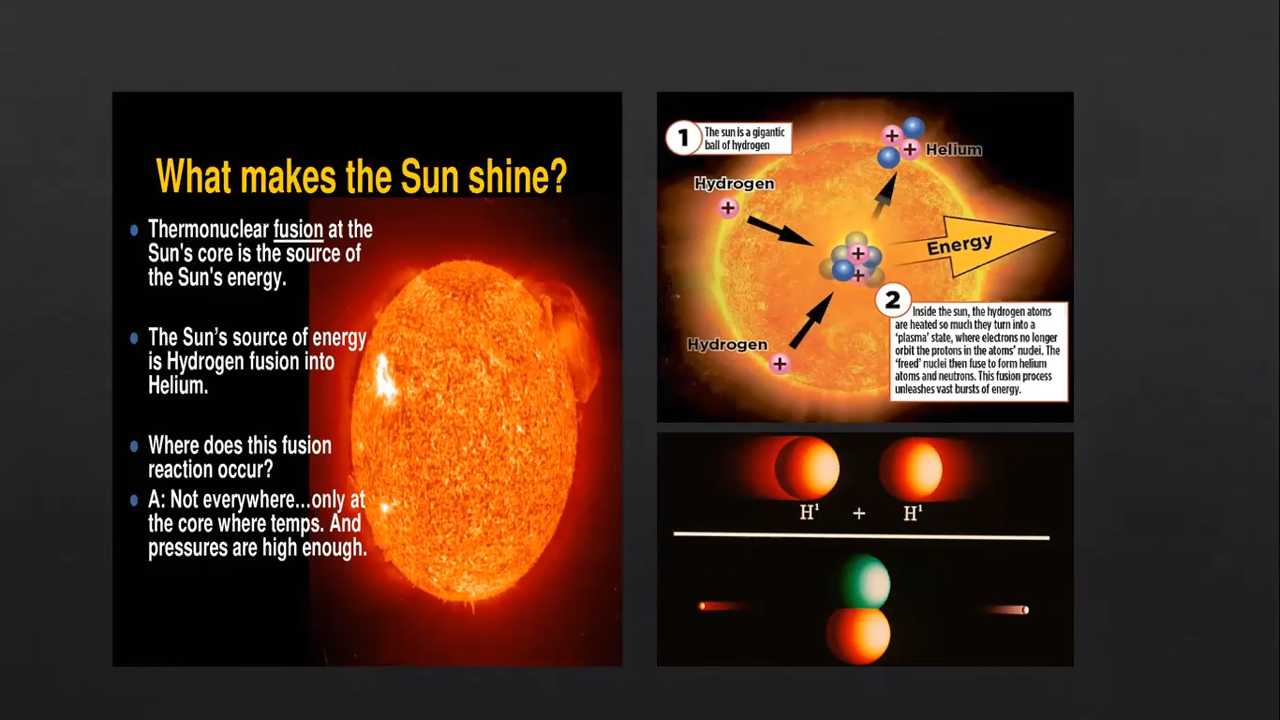 What makes the Sun shine?
Thermonuclear fusion at the
Sun's core is the source of
the Sun's energy.
The Sun's source of energy
is Hydrogen fusion into
Helium.
Where does this fusion
reaction occur?
A: Not everywhere...only at
the core where temps. And
pressures are high enough.
1
The sun is a gigantic
ball of hydrogen
+
+
Helium
Hydrogen
+
+
+
Energy
2
Inside the sun, the hydrogen atoms
are heated so much they turn into a
'plasma' state, where electrons no longer
orbit the protons in the atoms' nuclei. The
'freed' nuclei then fuse to form helium
atoms and neutrons. This fusion process
unleashes vast bursts of energy.
Hydrogen
+
H¹ + H¹